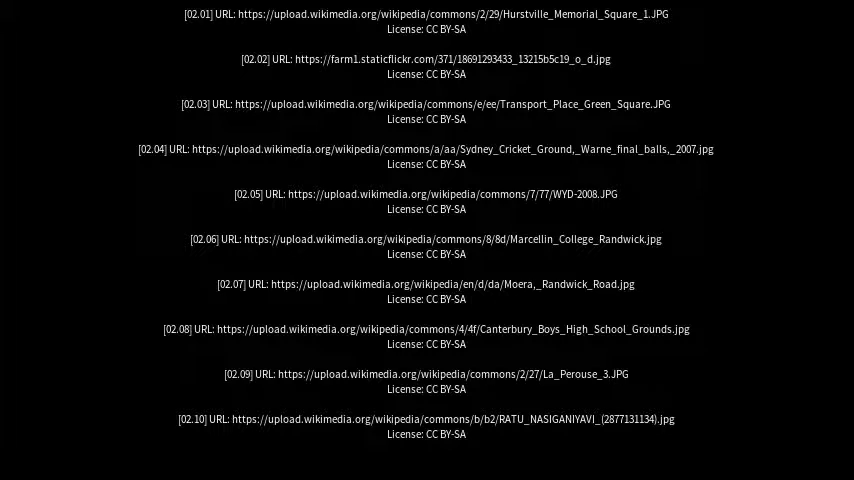 [02.01] URL: https://upload.wikimedia.org/wikipedia/commons/2/29/Hurstville_Memorial_Square_1.JPG
License: CC BY-SA
[02.02] URL: https://farm1.staticflickr.com/371/18691293433_13215b5c19_o_d.jpg
License: CC BY-SA
[02.03] URL: https://upload.wikimedia.org/wikipedia/commons/e/ee/Transport_Place_Green_Square.JPG
License: CC BY-SA
[02.04] URL: https://upload.wikimedia.org/wikipedia/commons/a/aa/Sydney_Cricket_Ground,_Warne_final_balls,_2007.jpg
License: CC BY-SA
[02.05] URL: https://upload.wikimedia.org/wikipedia/commons/7/77/WYD-2008.JPG
License: CC BY-SA
[02.06] URL: https://upload.wikimedia.org/wikipedia/commons/8/8d/Marcellin_College_Randwick.jpg
License: CC BY-SA
[02.07] URL: https://upload.wikimedia.org/wikipedia/en/d/da/Moera,_Randwick_Road.jpg
License: CC BY-SA
[02.08] URL: https://upload.wikimedia.org/wikipedia/commons/4/4f/Canterbury_Boys_High_School_Grounds.jpg
License: CC BY-SA
[02.09] URL: https://upload.wikimedia.org/wikipedia/commons/2/27/La_Perouse_3.JPG
License: CC BY-SA
[02.10] URL: https://upload.wikimedia.org/wikipedia/commons/b/b2/RATU_NASIGANIYAVI_(2877131134).jpg
License: CC BY-SA